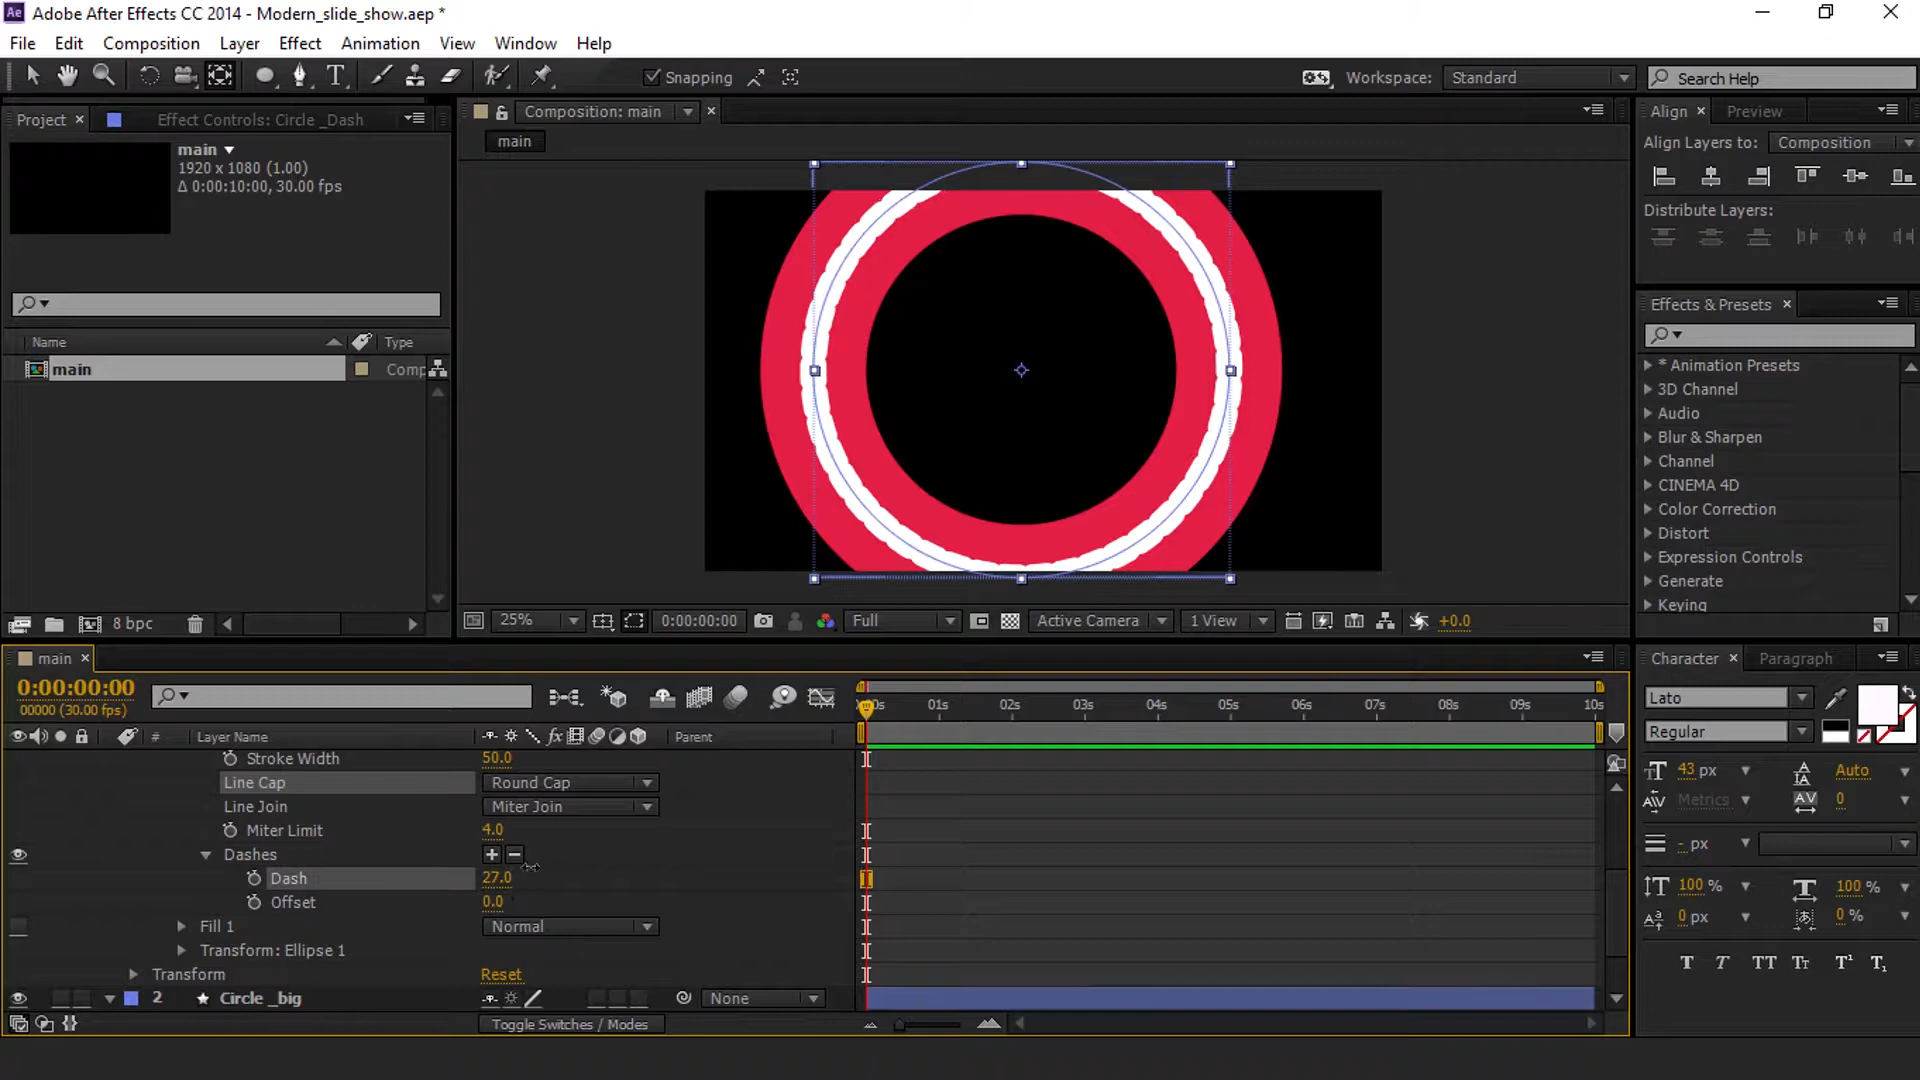 Ae Adobe After Effects CC 2014 - Modern_slide_show.aep *
File Edit Composition Layer Effect Animation View Window Help
Snapping
Workspace: Standard
Search Help
Project
Effect Controls: Circle _Dash
main
1920 x 1080 (1.00)
Δ 0:00:10:00, 30.00 fps
Name Type
main Comp
8 bpc
Composition: main
main
25% 0:00:00:00 Full Active Camera 1 View +0.0
Align Preview
Align Layers to: Composition
Distribute Layers:
Effects & Presets
* Animation Presets
3D Channel
Audio
Blur & Sharpen
Channel
CINEMA 4D
Color Correction
Distort
Expression Controls
Generate
Keying
main
0:00:00:00
00000 (30.00 fps)
# Layer Name fx Parent
01s 02s 03s 04s 05s 06s 07s 08s 09s 10s
Stroke Width 50.0
Line Cap Round Cap
Line Join Miter Join
Miter Limit 4.0
Dashes + -
Dash 27.0
Offset 0.0
Fill 1 Normal
Transform: Ellipse 1
Transform Reset
2 Circle _big None
Toggle Switches / Modes
Character Paragraph
Lato
Regular
43 px Auto
Metrics 0
- px
100 % 100 %
0 px 0 %
T T TT Tt T¹ T₁